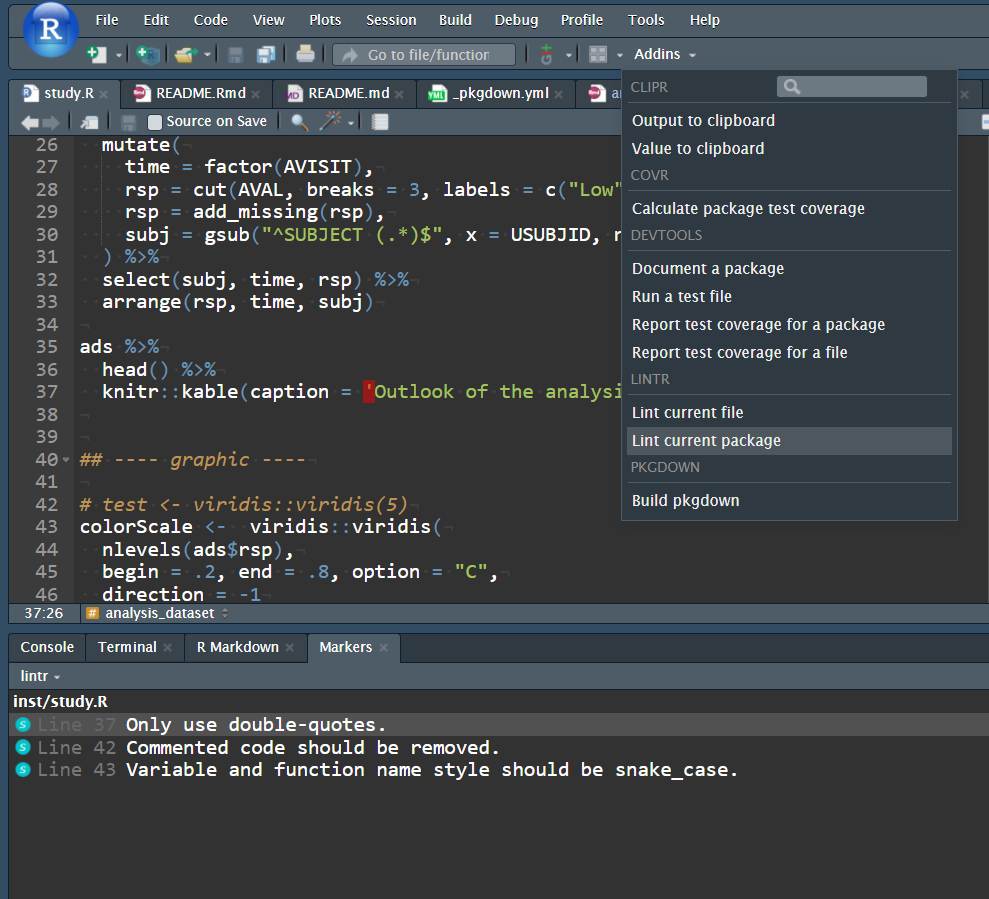 R
File Edit Code View Plots Session Build Debug Profile Tools Help
Go to file/function Addins
study.R README.Rmd README.md _pkgdown.yml
Source on Save
CLIPR
Output to clipboard
Value to clipboard
COVR
Calculate package test coverage
DEVTOOLS
Document a package
Run a test file
Report test coverage for a package
Report test coverage for a file
LINTR
Lint current file
Lint current package
PKGDOWN
Build pkgdown
26 mutate(
27 time = factor(AVISIT),
28 rsp = cut(AVAL, breaks = 3, labels = c("Low"
29 rsp = add_missing(rsp),
30 subj = gsub("^SUBJECT (.*)$", x = USUBJID, r
31 ) %>%
32 select(subj, time, rsp) %>%
33 arrange(rsp, time, subj)
34
35 ads %>%
36 head() %>%
37 knitr::kable(caption = 'Outlook of the analysi
38
39
40 ## ---- graphic ----
41
42 # test <- viridis::viridis(5)
43 colorScale <- viridis::viridis(
44 nlevels(ads$rsp),
45 begin = .2, end = .8, option = "C",
46 direction = -1
37:26 # analysis_dataset
Console Terminal R Markdown Markers
lintr
inst/study.R
S Line 37 Only use double-quotes.
S Line 42 Commented code should be removed.
S Line 43 Variable and function name style should be snake_case.